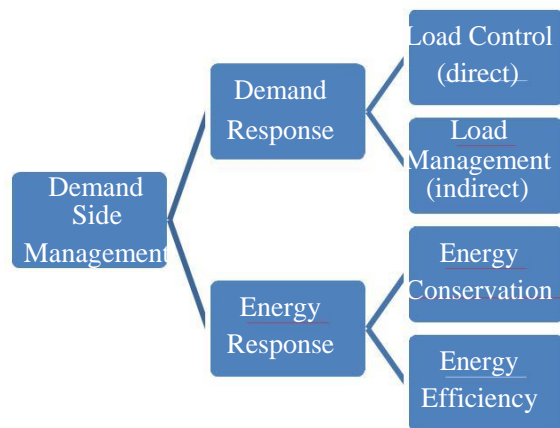 Demand
Side
Management
Demand
Response
Load Control
(direct)
Load
Management
(indirect)
Energy
Response
Energy
Conservation
Energy
Efficiency